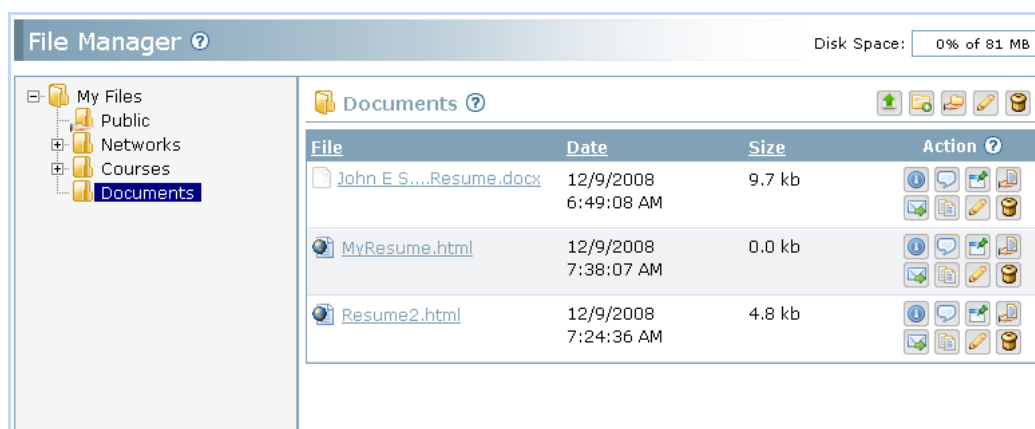 File Manager
Disk Space: 0% of 81 MB
My Files
Public
Networks
Courses
Documents
Documents
File Date Size Action
John E S....Resume.docx 12/9/2008 9.7 kb
6:49:08 AM
MyResume.html 12/9/2008 0.0 kb
7:38:07 AM
Resume2.html 12/9/2008 4.8 kb
7:24:36 AM